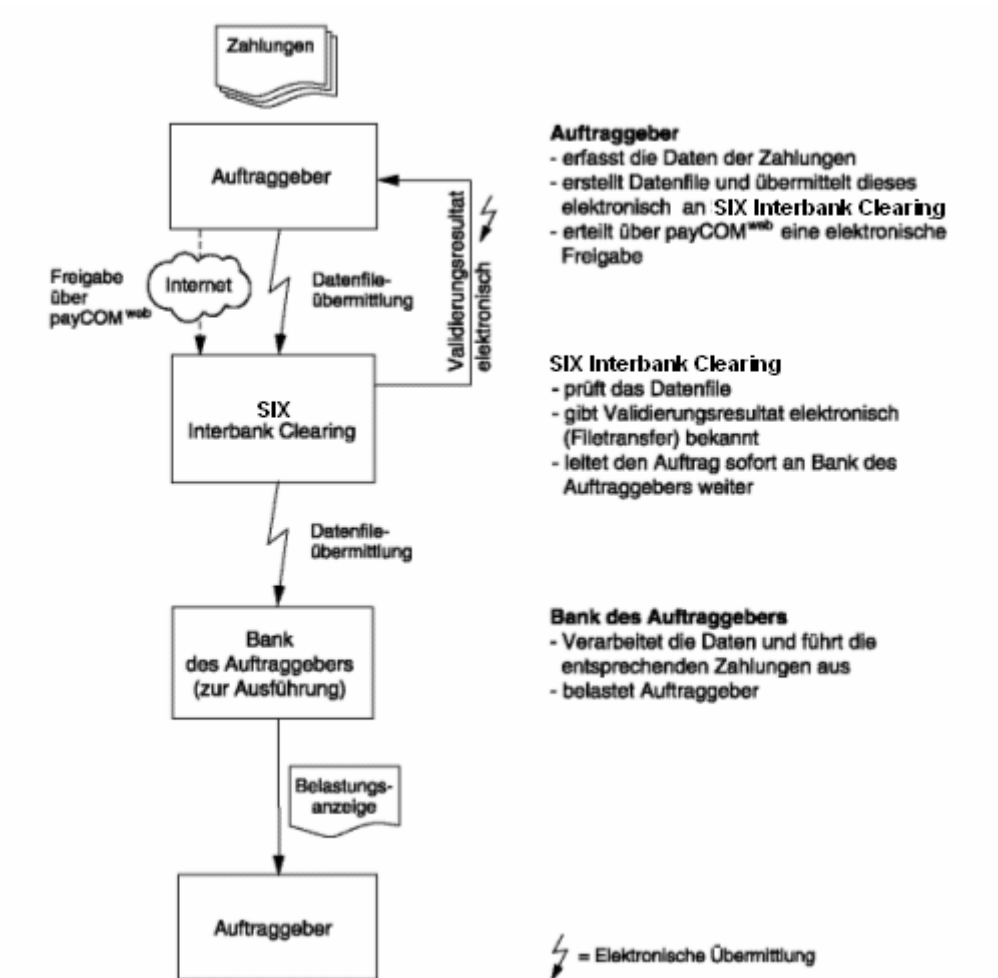 Zahlungen
Auftraggeber
Freigabe
über
payCOM web
Internet
Datenfile-
übermittlung
Validierungsresultat
elektronisch
SIX
Interbank Clearing
Datenfile-
übermittlung
Bank
des Auftraggebers
(zur Ausführung)
Belastungs-
anzeige
Auftraggeber
Auftraggeber
- erfasst die Daten der Zahlungen
- erstellt Datenfile und übermittelt dieses
elektronisch an SIX Interbank Clearing
- erteilt über payCOM web eine elektronische
Freigabe
SIX Interbank Clearing
- prüft das Datenfile
- gibt Validierungsresultat elektronisch
(Filetransfer) bekannt
- leitet den Auftrag sofort an Bank des
Auftraggebers weiter
Bank des Auftraggebers
- Verarbeitet die Daten und führt die
entsprechenden Zahlungen aus
- belastet Auftraggeber
= Elektronische Übermittlung